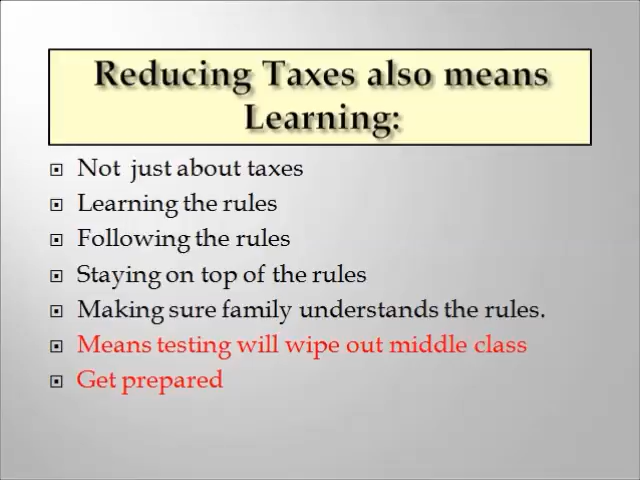 Reducing Taxes also means
Learning:
Not just about taxes
Learning the rules
Following the rules
Staying on top of the rules
Making sure family understands the rules.
Means testing will wipe out middle class
Get prepared